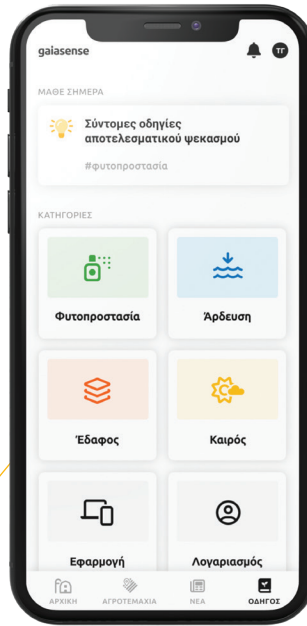 gaiasense
ΠΓ
ΜΑΘΕ ΣΗΜΕΡΑ
Σύντομες οδηγίες
αποτελεσματικού ψεκασμού
#φυτοπροστασία
ΚΑΤΗΓΟΡΙΕΣ
Φυτοπροστασία
Άρδευση
Έδαφος
Καιρός
Εφαρμογή
Λογαριασμός
ΑΡΧΙΚΗ
ΑΓΡΟΤΕΜΑΧΙΑ
ΝΕΑ
ΟΔΗΓΟΣ